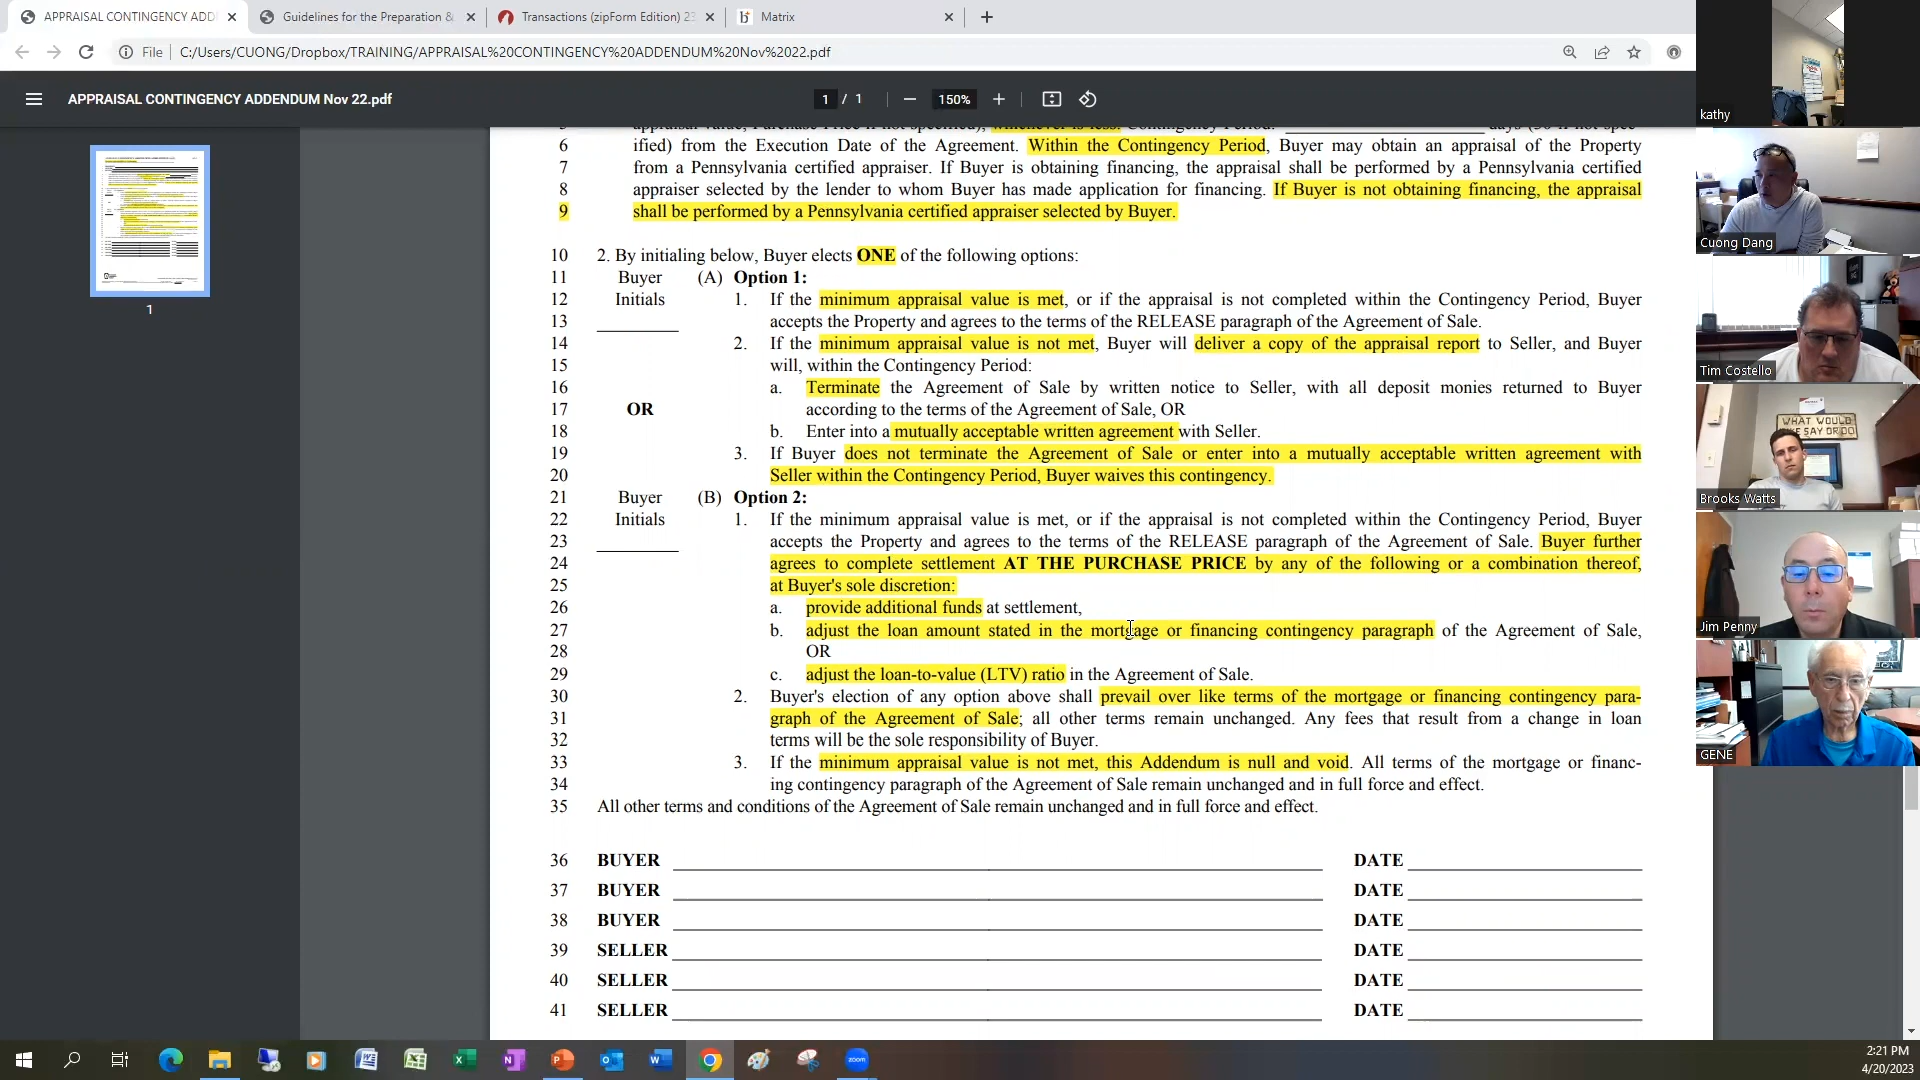 APPRAISAL CONTINGENCY ADD
Guidelines for the Preparation &
Transactions (zipForm Edition) 23
Matrix
File
C:/Users/CUONG/Dropbox/TRAINING/APPRAISAL%20CONTINGENCY%20ADDENDUM%20Nov%2022.pdf
APPRAISAL CONTINGENCY ADDENDUM Nov 22.pdf
1 / 1
150%
1
appraisal value, Purchase Price if not specified), whichever is less. Contingency Period: days (30 if not spec-
6 ified) from the Execution Date of the Agreement. Within the Contingency Period, Buyer may obtain an appraisal of the Property
7 from a Pennsylvania certified appraiser. If Buyer is obtaining financing, the appraisal shall be performed by a Pennsylvania certified
8 appraiser selected by the lender to whom Buyer has made application for financing. If Buyer is not obtaining financing, the appraisal
9 shall be performed by a Pennsylvania certified appraiser selected by Buyer.
10 2. By initialing below, Buyer elects ONE of the following options:
11 Buyer (A) Option 1:
12 Initials 1. If the minimum appraisal value is met, or if the appraisal is not completed within the Contingency Period, Buyer
13 accepts the Property and agrees to the terms of the RELEASE paragraph of the Agreement of Sale.
14 2. If the minimum appraisal value is not met, Buyer will deliver a copy of the appraisal report to Seller, and Buyer
15 will, within the Contingency Period:
16 a. Terminate the Agreement of Sale by written notice to Seller, with all deposit monies returned to Buyer
17 OR according to the terms of the Agreement of Sale, OR
18 b. Enter into a mutually acceptable written agreement with Seller.
19 3. If Buyer does not terminate the Agreement of Sale or enter into a mutually acceptable written agreement with
20 Seller within the Contingency Period, Buyer waives this contingency.
21 Buyer (B) Option 2:
22 Initials 1. If the minimum appraisal value is met, or if the appraisal is not completed within the Contingency Period, Buyer
23 accepts the Property and agrees to the terms of the RELEASE paragraph of the Agreement of Sale. Buyer further
24 agrees to complete settlement AT THE PURCHASE PRICE by any of the following or a combination thereof,
25 at Buyer's sole discretion:
26 a. provide additional funds at settlement,
27 b. adjust the loan amount stated in the mortgage or financing contingency paragraph of the Agreement of Sale,
28 OR
29 c. adjust the loan-to-value (LTV) ratio in the Agreement of Sale.
30 2. Buyer's election of any option above shall prevail over like terms of the mortgage or financing contingency para-
31 graph of the Agreement of Sale; all other terms remain unchanged. Any fees that result from a change in loan
32 terms will be the sole responsibility of Buyer.
33 3. If the minimum appraisal value is not met, this Addendum is null and void. All terms of the mortgage or financ-
34 ing contingency paragraph of the Agreement of Sale remain unchanged and in full force and effect.
35 All other terms and conditions of the Agreement of Sale remain unchanged and in full force and effect.
36 BUYER DATE
37 BUYER DATE
38 BUYER DATE
39 SELLER DATE
40 SELLER DATE
41 SELLER DATE
kathy
Cuong Dang
Tim Costello
WHAT WOULD
SAY OR DO
Brooks Watts
Jim Penny
GENE
zoom
2:21 PM
4/20/2023